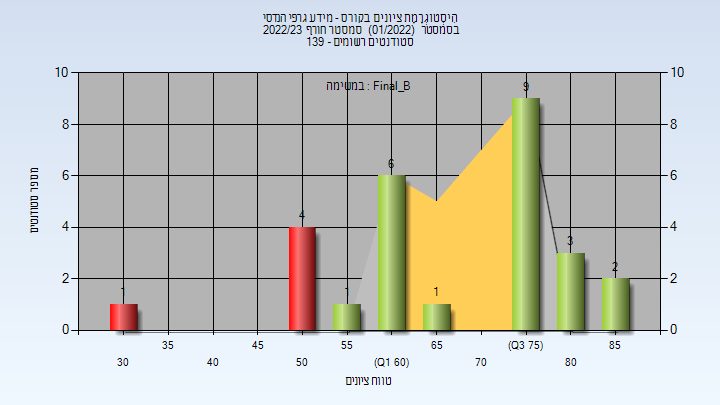 היסטוגרמת ציונים בקורס - מידע גרפי הנדסי
בסמסטר (01/2022) סמסטר חורף 2022/23
סטודנטים רשומים - 139
במטימה : Final_B
10 10
8 8
6 6
4 4
2 2
0 0
1 4 1 6 1 9 3 2
מספר סטודנטים
35 45 55 65 (Q3 75) 85
30 40 50 (Q1 60) 70 80
טווח ציונים